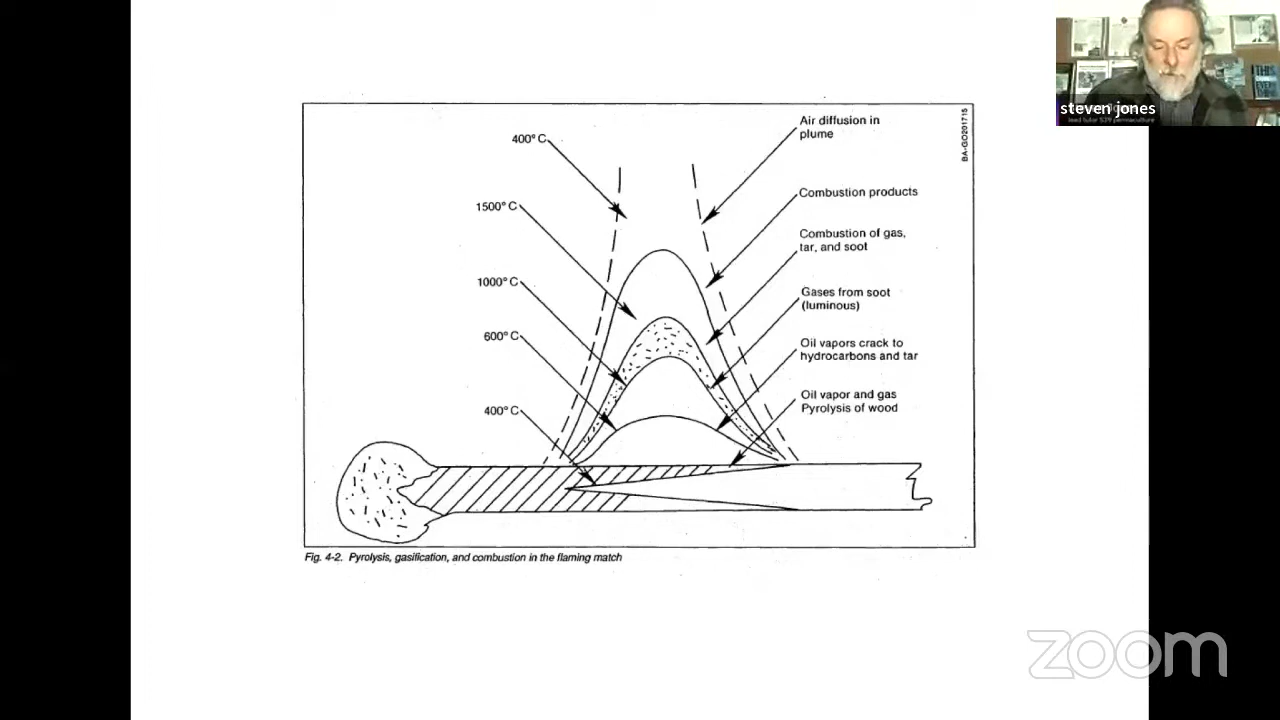 steven jones
400°C
1500°C
1000°C
600°C
400°C
Air diffusion in
plume
Combustion products
Combustion of gas,
tar, and soot
Gases from soot
(luminous)
Oil vapors crack to
hydrocarbons and tar
Oil vapor and gas
Pyrolysis of wood
BA-GO201715
Fig. 4-2. Pyrolysis, gasification, and combustion in the flaming match
zoom